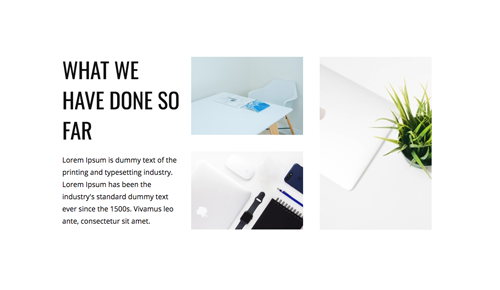 WHAT WE
HAVE DONE SO
FAR
Lorem Ipsum is dummy text of the
printing and typesetting industry.
Lorem Ipsum has been the
industry's standard dummy text
ever since the 1500s. Vivamus leo
ante, consectetur sit amet.